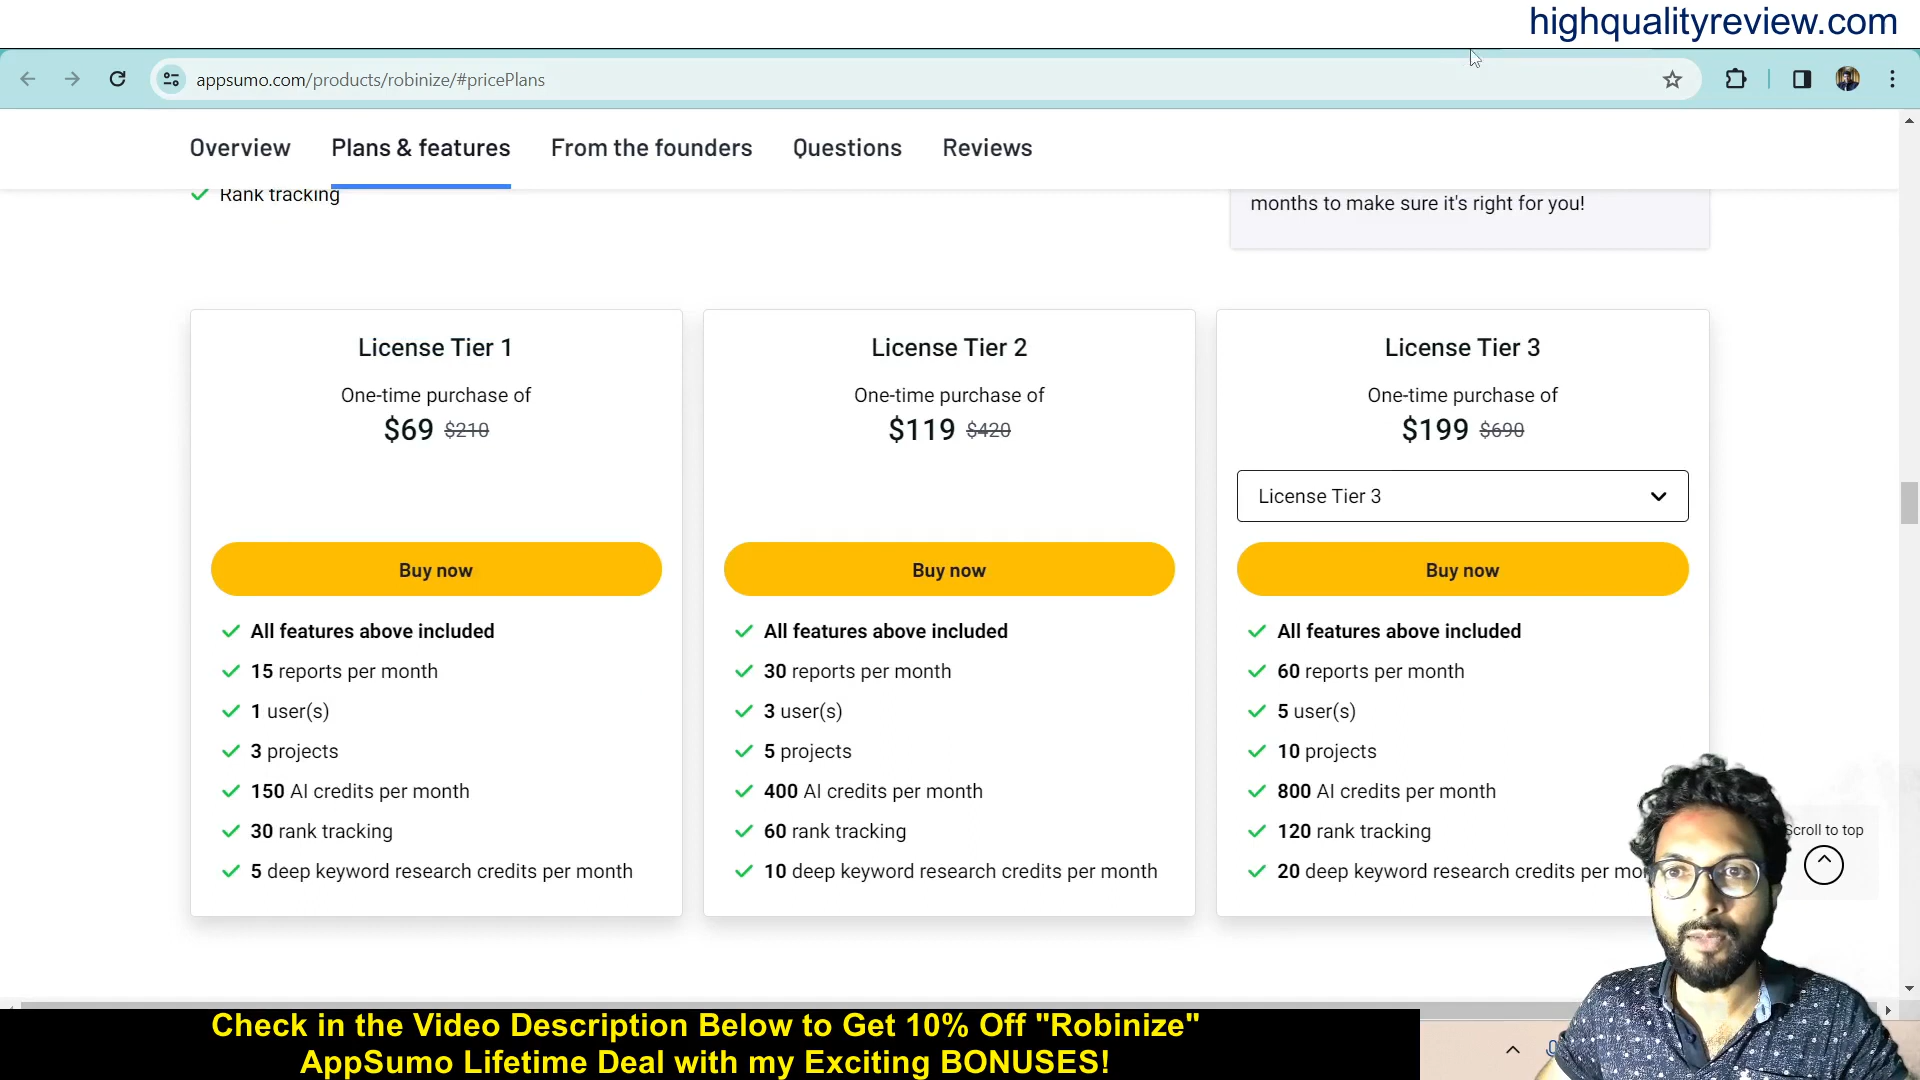 highqualityreview.com
appsumo.com/products/robinize/#pricePlans
Overview Plans & features From the founders Questions Reviews
Rank tracking
months to make sure it's right for you!
License Tier 1
One-time purchase of
$69 $210
Buy now
All features above included
15 reports per month
1 user(s)
3 projects
150 AI credits per month
30 rank tracking
5 deep keyword research credits per month
License Tier 2
One-time purchase of
$119 $420
Buy now
All features above included
30 reports per month
3 user(s)
5 projects
400 AI credits per month
60 rank tracking
10 deep keyword research credits per month
License Tier 3
One-time purchase of
$199 $690
License Tier 3
Buy now
All features above included
60 reports per month
5 user(s)
10 projects
800 AI credits per month
120 rank tracking
20 deep keyword research credits per
Scroll to top
Check in the Video Description Below to Get 10% Off "Robinize"
AppSumo Lifetime Deal with my Exciting BONUSES!